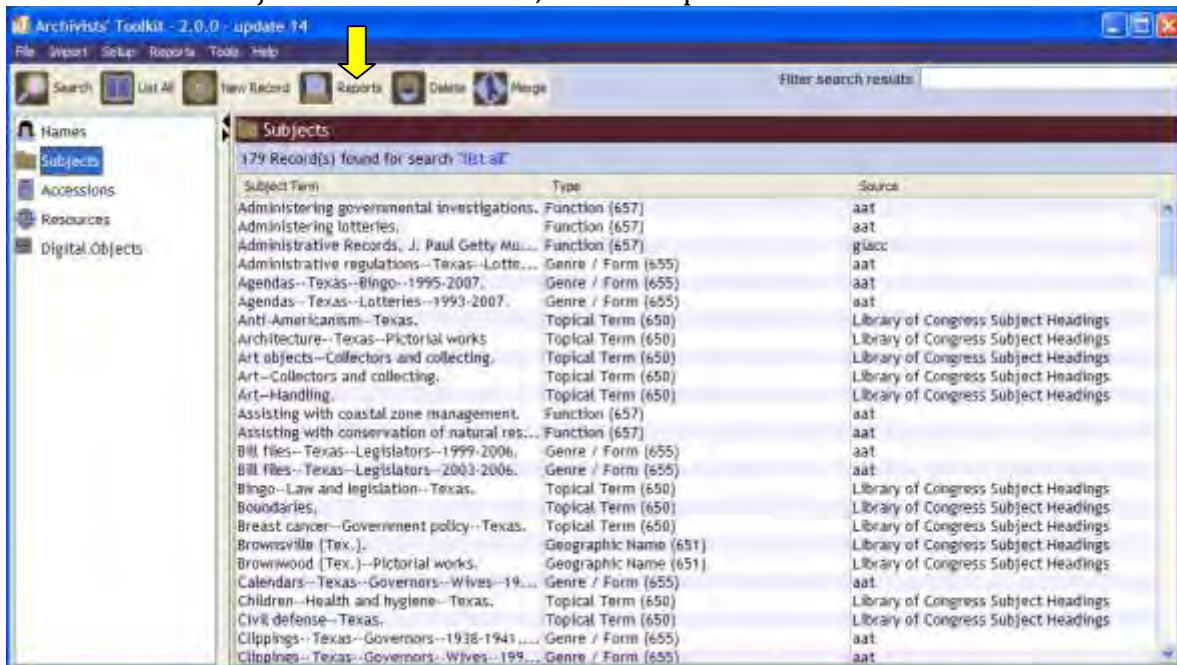 Archivists' Toolkit - 2.0.0 - update 14
File Import Setup Reports Tools Help
Search List All New Record Reports Delete Merge Filter search results
Names
Subjects
Accessions
Resources
Digital Objects
Subjects
179 Record(s) found for search "list all"
Subject Term Type Source
Administering governmental investigations. Function (657) aat
Administering lotteries. Function (657) aat
Administrative Records, J. Paul Getty Mu... Function (657)
Administrative regulations--Texas--Lotte... Genre / Form (655) aat
Agendas--Texas--Bingo--1995-2007. Genre / Form (655) aat
Agendas--Texas--Lotteries--1993-2007. Genre / Form (655) aat
Anti-Americanism--Texas. Topical Term (650) Library of Congress Subject Headings
Architecture--Texas--Pictorial works Topical Term (650) Library of Congress Subject Headings
Art objects--Collectors and collecting. Topical Term (650) Library of Congress Subject Headings
Art--Collectors and collecting. Topical Term (650) Library of Congress Subject Headings
Art--Handling. Topical Term (650) Library of Congress Subject Headings
Assisting with coastal zone management. Function (657) aat
Assisting with conservation of natural res... Function (657) aat
Bill files--Texas--Legislators--1999-2006. Genre / Form (655) aat
Bill files--Texas--Legislators--2003-2006. Genre / Form (655) aat
Bingo--Law and legislation--Texas. Topical Term (650) Library of Congress Subject Headings
Boundaries. Topical Term (650) Library of Congress Subject Headings
Breast cancer--Government policy--Texas. Topical Term (650) Library of Congress Subject Headings
Brownsville (Tex.). Geographic Name (651) Library of Congress Subject Headings
Brownwood (Tex.)--Pictorial works. Geographic Name (651) Library of Congress Subject Headings
Calendars--Texas--Governors--Wives--19... Genre / Form (655) aat
Children--Health and hygiene--Texas. Topical Term (650) Library of Congress Subject Headings
Civil defense--Texas. Topical Term (650) Library of Congress Subject Headings
Clippings--Texas--Governors--1938-1941.... Genre / Form (655) aat
Clippings--Texas--Governors--Wives--199... Genre / Form (655) aat